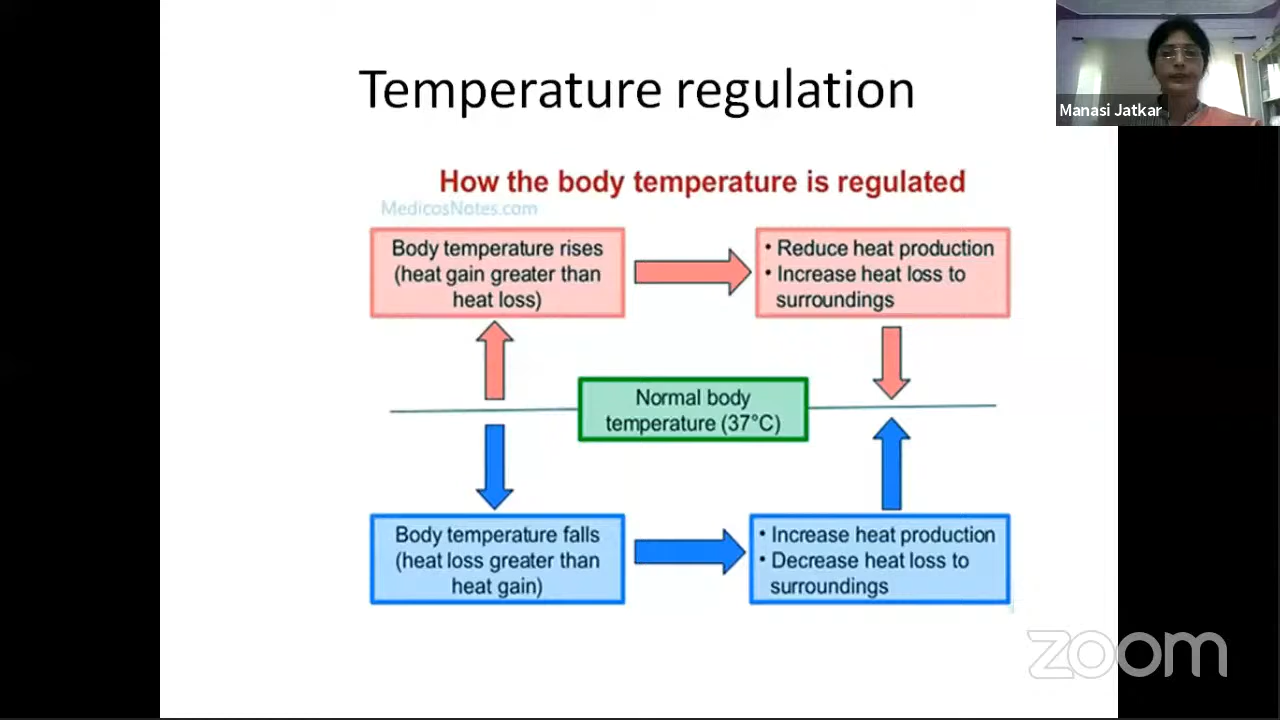 Temperature regulation
Manasi Jatkar
How the body temperature is regulated
MedicosNotes.com
Body temperature rises
(heat gain greater than
heat loss)
• Reduce heat production
• Increase heat loss to
surroundings
Normal body
temperature (37°C)
Body temperature falls
(heat loss greater than
heat gain)
• Increase heat production
• Decrease heat loss to
surroundings
zoom